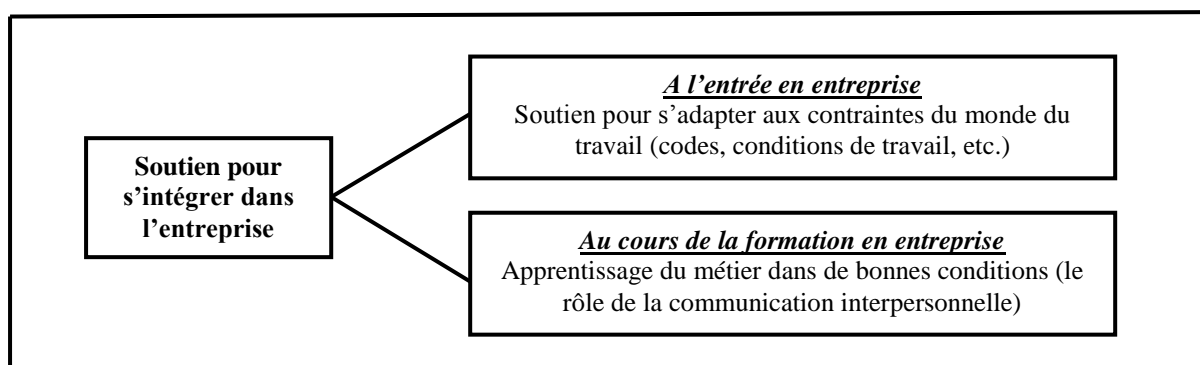 Soutien pour
s’intégrer dans
l’entreprise
A l’entrée en entreprise
Soutien pour s’adapter aux contraintes du monde du
travail (codes, conditions de travail, etc.)
Au cours de la formation en entreprise
Apprentissage du métier dans de bonnes conditions (le
rôle de la communication interpersonnelle)